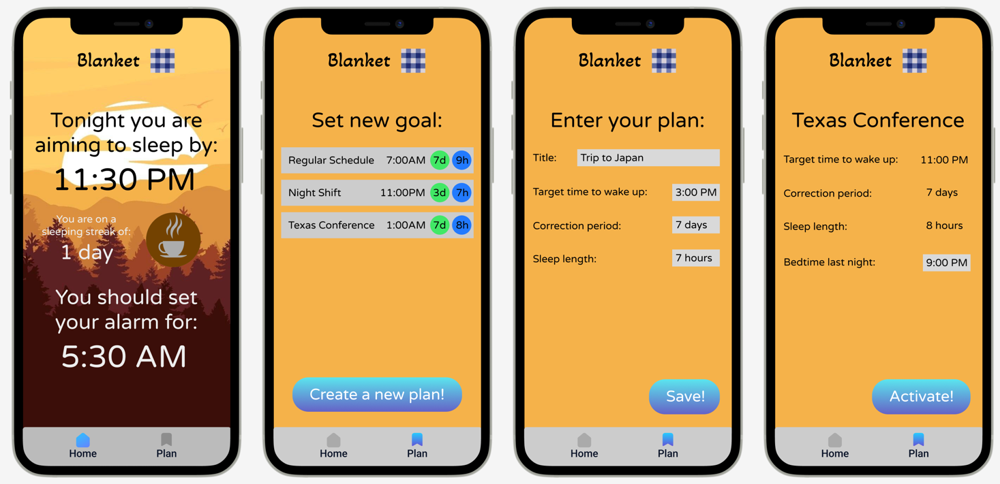 Blanket
Tonight you are
aiming to sleep by:
11:30 PM
You are on a
sleeping streak of:
1 day
You should set
your alarm for:
5:30 AM
Home Plan
Blanket
Set new goal:
Regular Schedule 7:00AM 7d 9h
Night Shift 11:00PM 3d 7h
Texas Conference 1:00AM 7d 8h
Create a new plan!
Home Plan
Blanket
Enter your plan:
Title: Trip to Japan
Target time to wake up: 3:00 PM
Correction period: 7 days
Sleep length: 7 hours
Save!
Home Plan
Blanket
Texas Conference
Target time to wake up: 11:00 PM
Correction period: 7 days
Sleep length: 8 hours
Bedtime last night: 9:00 PM
Activate!
Home Plan